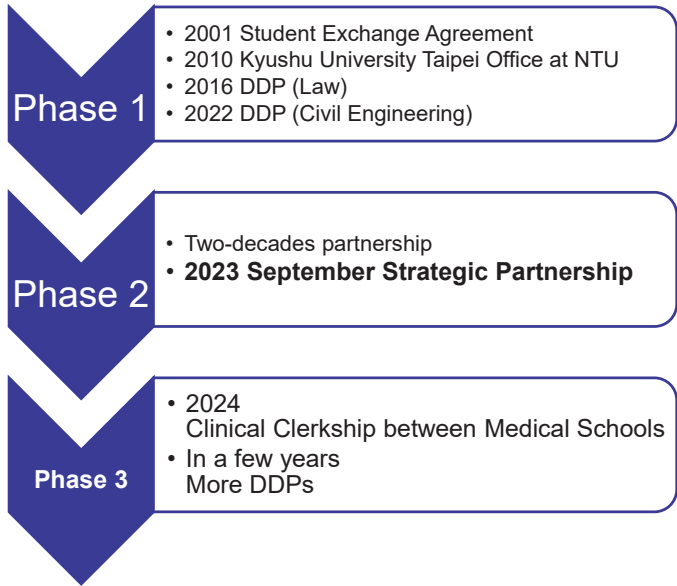 Phase 1
• 2001 Student Exchange Agreement
• 2010 Kyushu University Taipei Office at NTU
• 2016 DDP (Law)
• 2022 DDP (Civil Engineering)
Phase 2
• Two-decades partnership
• 2023 September Strategic Partnership
Phase 3
• 2024
Clinical Clerkship between Medical Schools
• In a few years
More DDPs